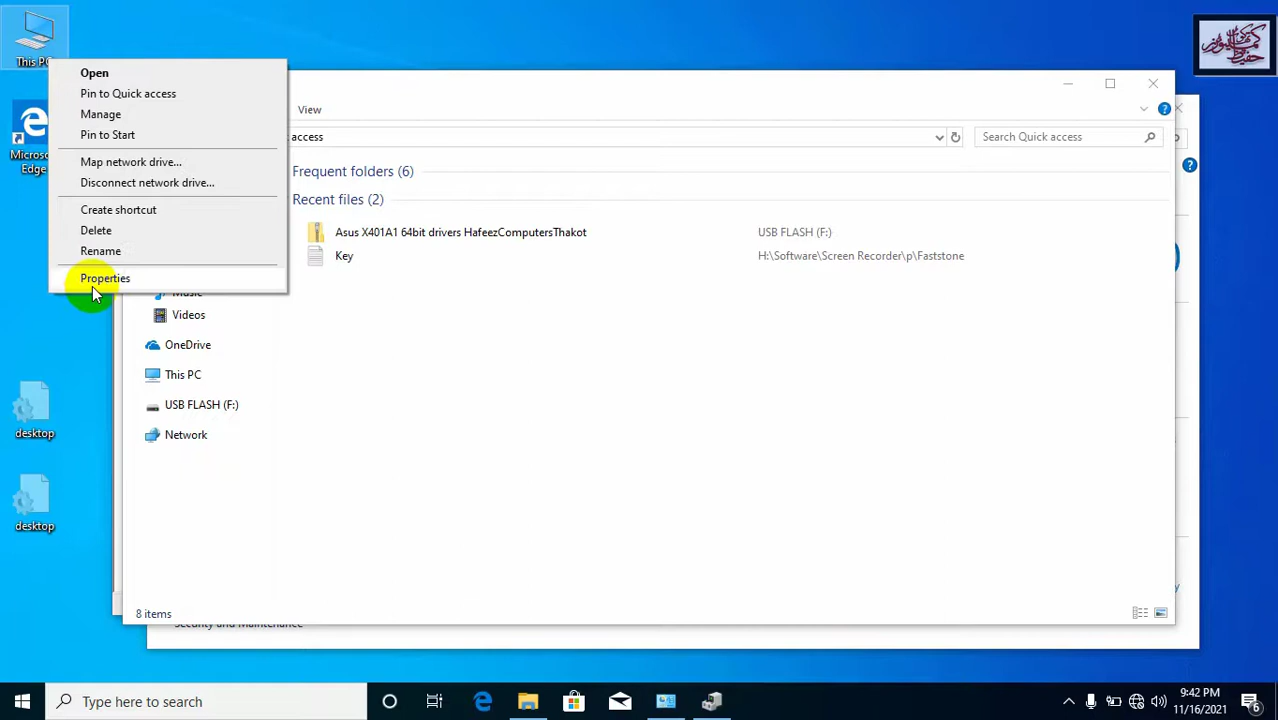 This PC
Open
Pin to Quick access
Manage
Pin to Start
Map network drive...
Disconnect network drive...
Create shortcut
Delete
Rename
Properties
Edge
desktop
desktop
View
access
Search Quick access
Frequent folders (6)
Recent files (2)
Asus X401A1 64bit drivers HafeezComputersThakot
USB FLASH (F:)
Key
H:\Software\Screen Recorder\p\Faststone
Music
Videos
OneDrive
This PC
USB FLASH (F:)
Network
8 items
Security and Maintenance
Type here to search
9:42 PM
11/16/2021
6